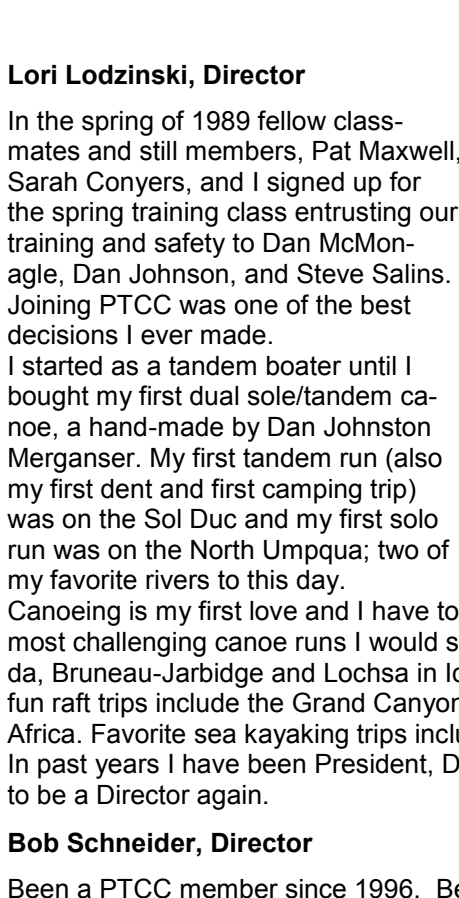 Lori Lodzinski, Director
In the spring of 1989 fellow class-
mates and still members, Pat Maxwell,
Sarah Conyers, and I signed up for
the spring training class entrusting our
training and safety to Dan McMon-
agle, Dan Johnson, and Steve Salins.
Joining PTCC was one of the best
decisions I ever made.
I started as a tandem boater until I
bought my first dual sole/tandem ca-
noe, a hand-made by Dan Johnston
Merganser. My first tandem run (also
my first dent and first camping trip)
was on the Sol Duc and my first solo
run was on the North Umpqua; two of
my favorite rivers to this day.
Canoeing is my first love and I have to
most challenging canoe runs I would
da, Bruneau-Jarbidge and Lochsa in
fun raft trips include the Grand Canyon
Africa. Favorite sea kayaking trips
In past years I have been President,
to be a Director again.
Bob Schneider, Director
Been a PTCC member since 1996.